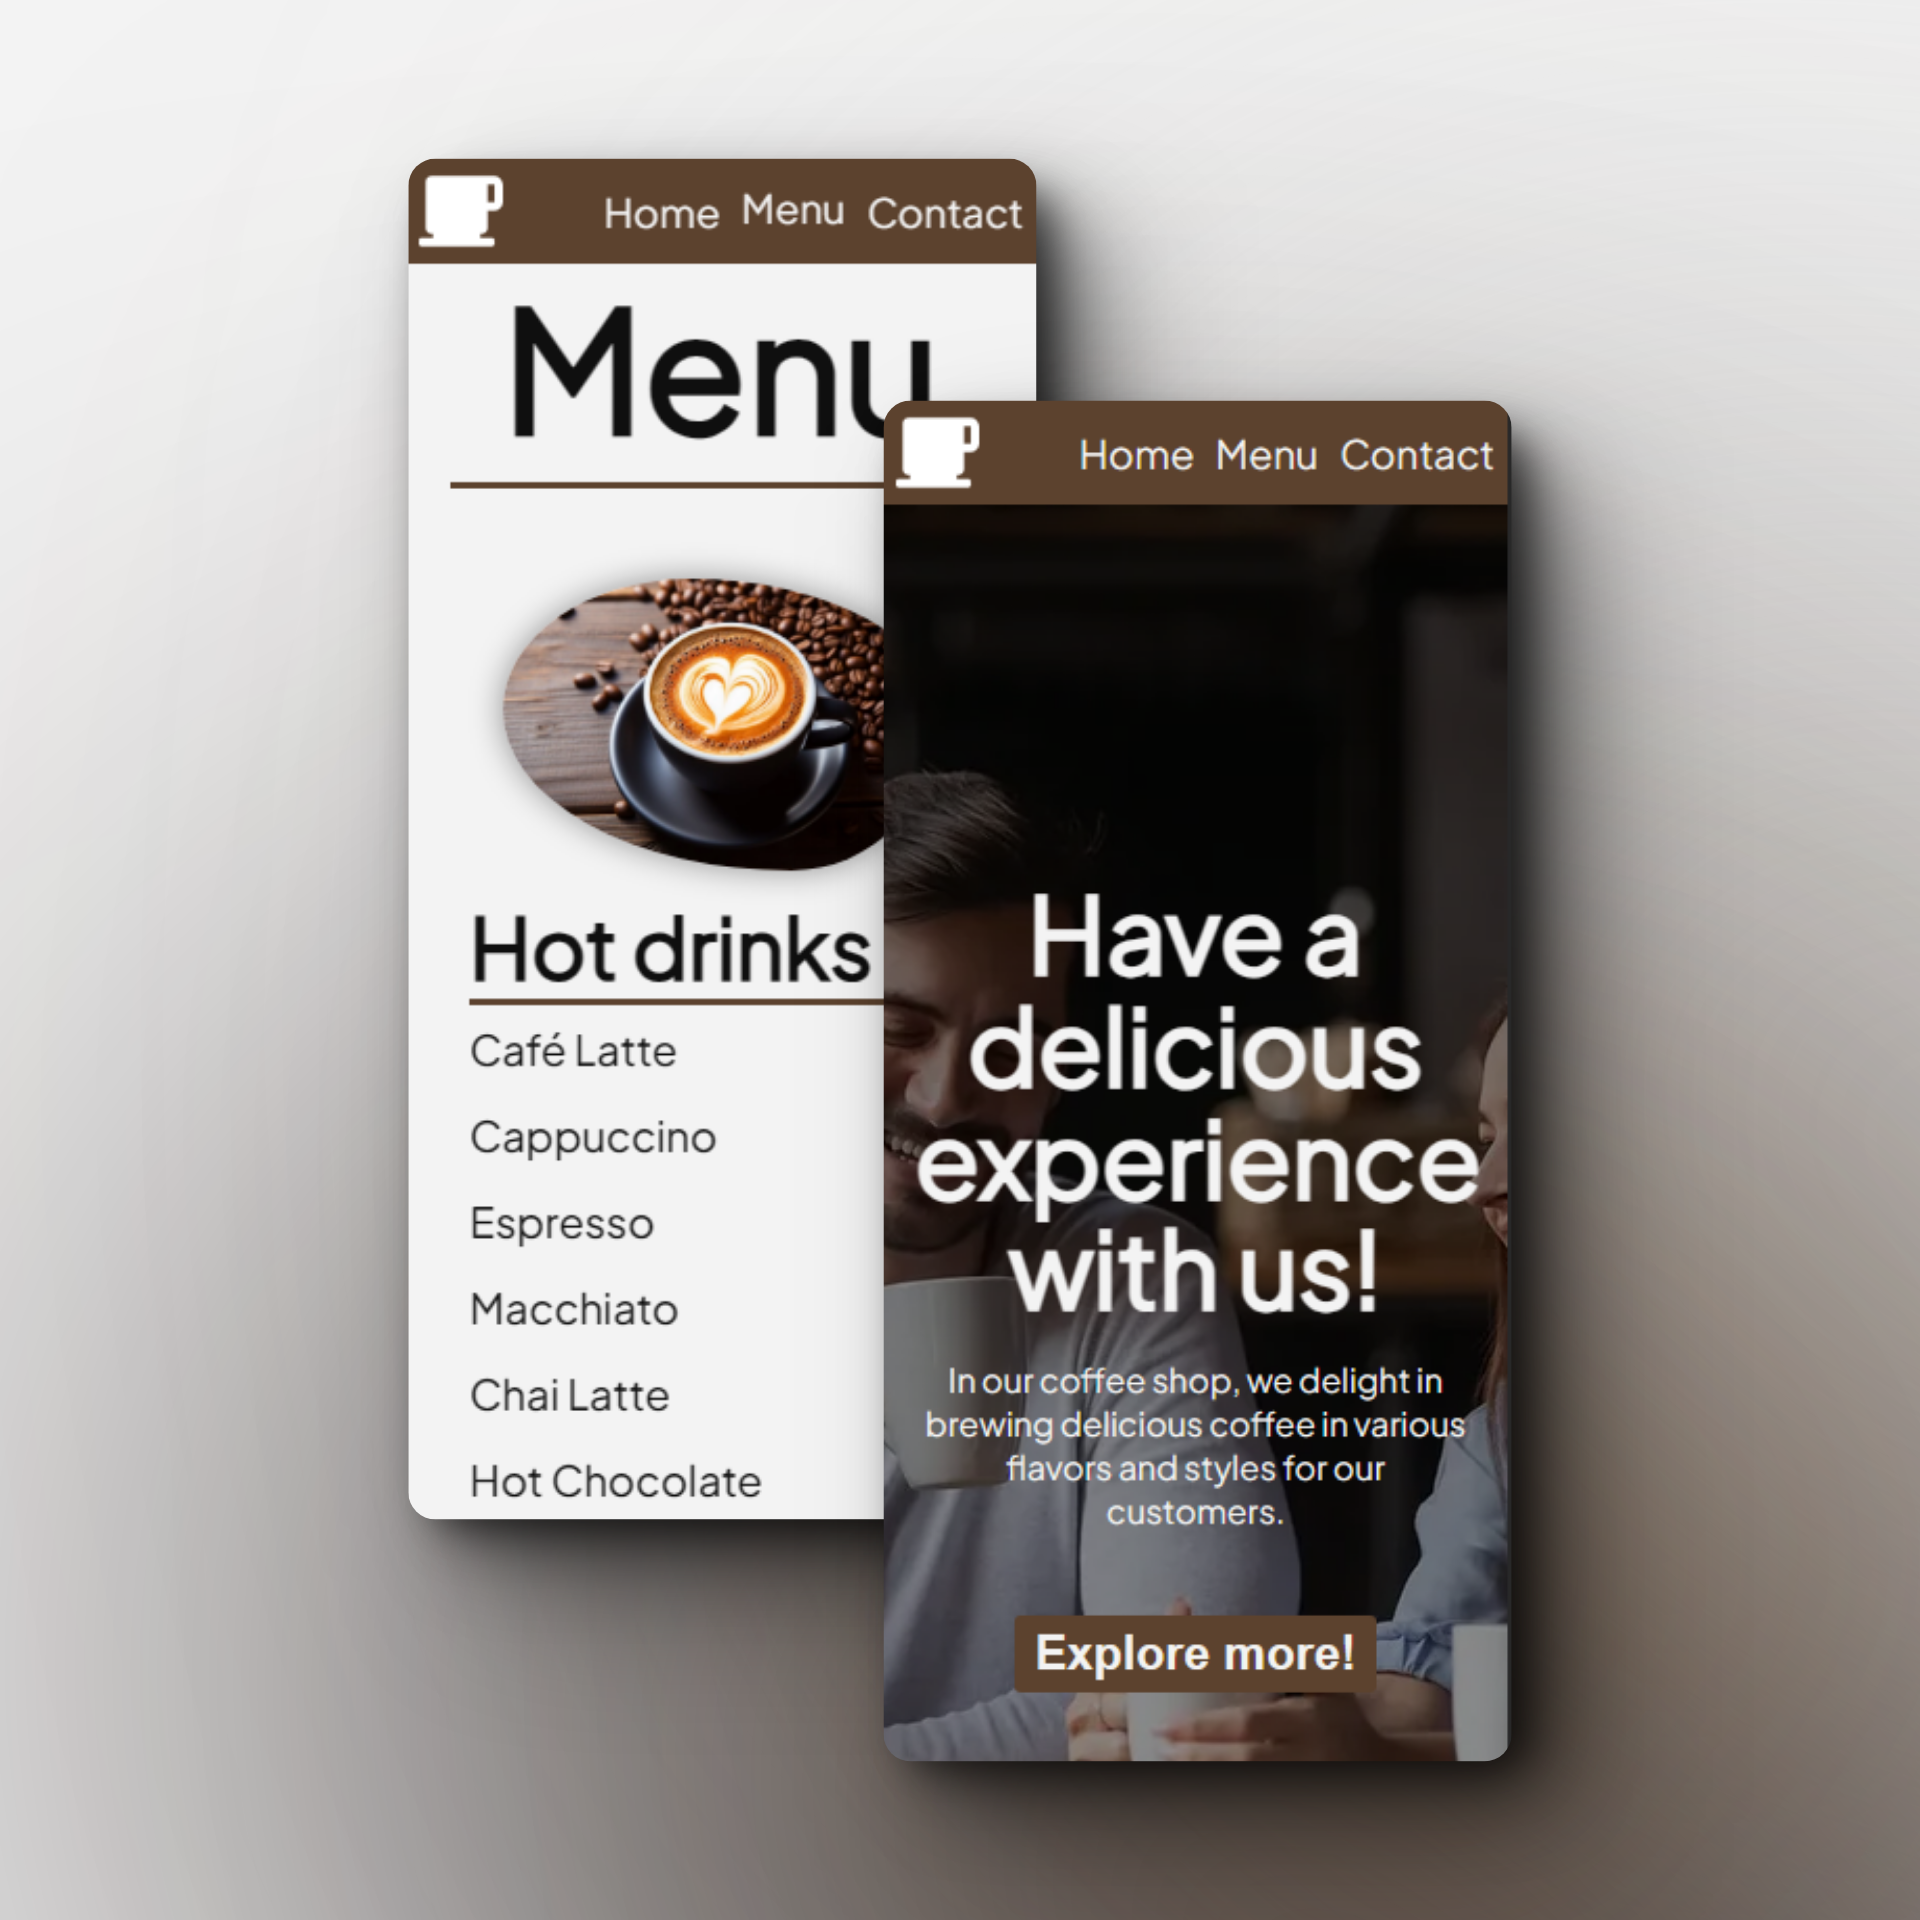 Home Menu Contact
Menu
Hot drinks
Café Latte
Cappuccino
Espresso
Macchiato
Chai Latte
Hot Chocolate
Home Menu Contact
Have a
delicious
experience
with us!
In our coffee shop, we delight in
brewing delicious coffee in various
flavors and styles for our
customers.
Explore more!